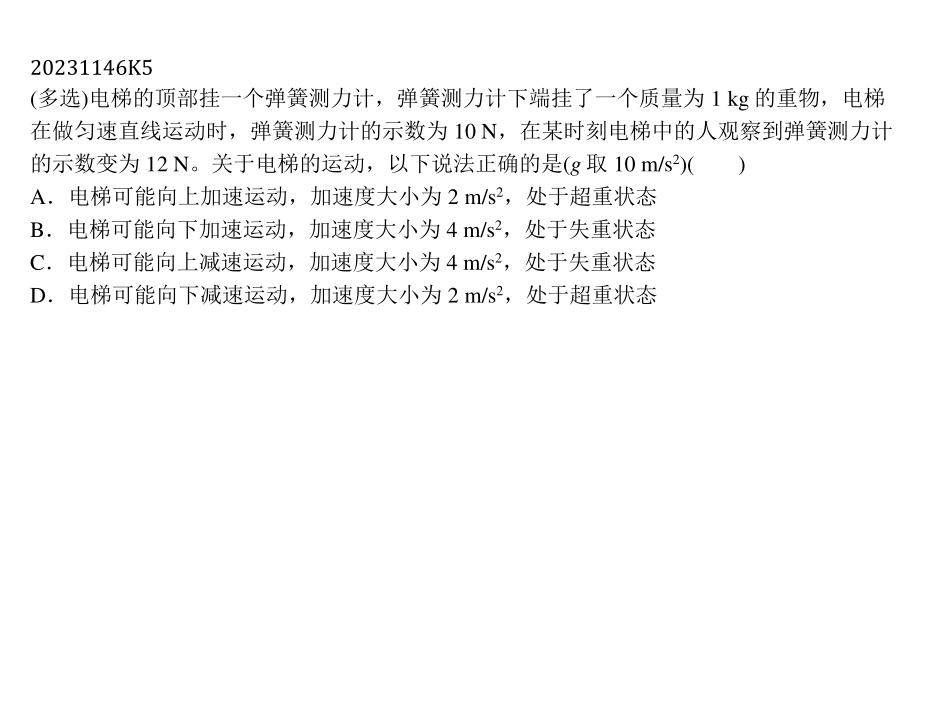 20231146K5
(多选)电梯的顶部挂一个弹簧测力计，弹簧测力计下端挂了一个质量为 1 kg 的重物，电梯
在做匀速直线运动时，弹簧测力计的示数为 10 N，在某时刻电梯中的人观察到弹簧测力计
的示数变为 12 N。关于电梯的运动，以下说法正确的是(g 取 10 m/s²)(　　)
A．电梯可能向上加速运动，加速度大小为 2 m/s²，处于超重状态
B．电梯可能向下加速运动，加速度大小为 4 m/s²，处于失重状态
C．电梯可能向上减速运动，加速度大小为 4 m/s²，处于失重状态
D．电梯可能向下减速运动，加速度大小为 2 m/s²，处于超重状态